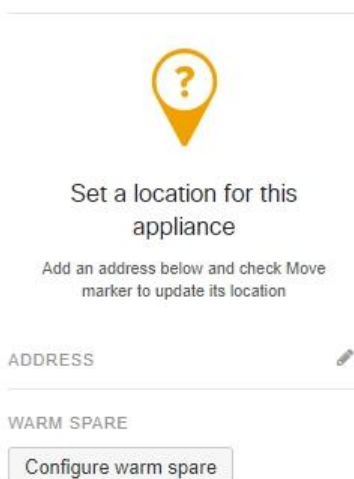 ?
Set a location for this
appliance
Add an address below and check Move
marker to update its location
ADDRESS
WARM SPARE
Configure warm spare